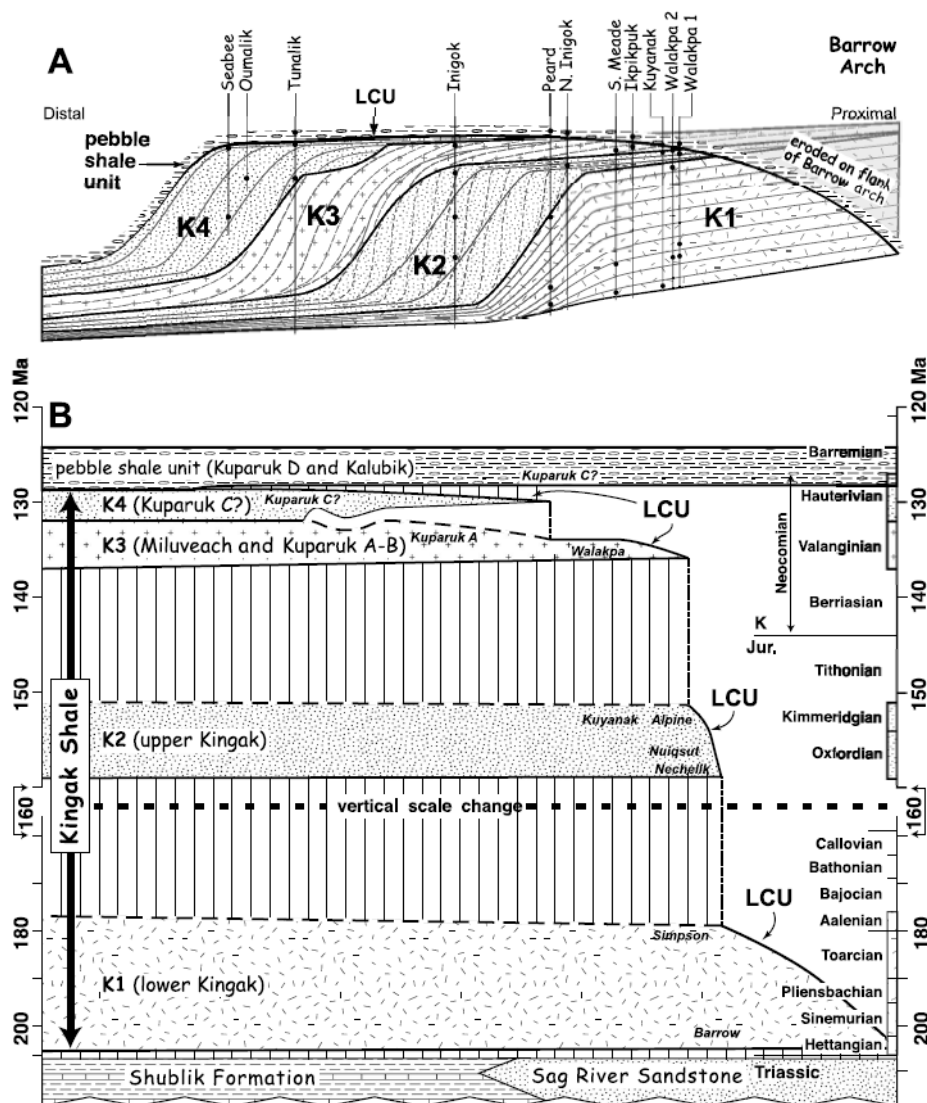 A
Seabee
Oumalik
Tunalik
Inigok
Peard
N. Inigok
S. Meade
Ikpikpuk
Kuyanak
Walakpa 2
Walakpa 1
Barrow
Arch
Distal
LCU
Proximal
pebble
shale
unit
eroded on flank
of Barrow arch
K4
K3
K2
K1
B
120 Ma
120 Ma
pebble shale unit (Kuparuk D and Kalubik)
Kuparuk C?
Barremian
K4 (Kuparuk C?)
Kuparuk C?
LCU
Hauterivian
130
130
K3 (Miluveach and Kuparuk A-B)
Kuparuk A
Walakpa
Valanginian
Neocomian
140
140
Berriasian
K
Jur.
Tithonian
150
150
LCU
Kuyanak Alpine
Kimmeridgian
K2 (upper Kingak)
Nuiqsut
Nechelik
Oxfordian
Kingak Shale
vertical scale change
160
160
Callovian
Bathonian
Bajocian
LCU
Aalenian
180
180
Simpson
Toarcian
K1 (lower Kingak)
Pliensbachian
Sinemurian
200
200
Barrow
Hettangian
Shublik Formation
Sag River Sandstone
Triassic